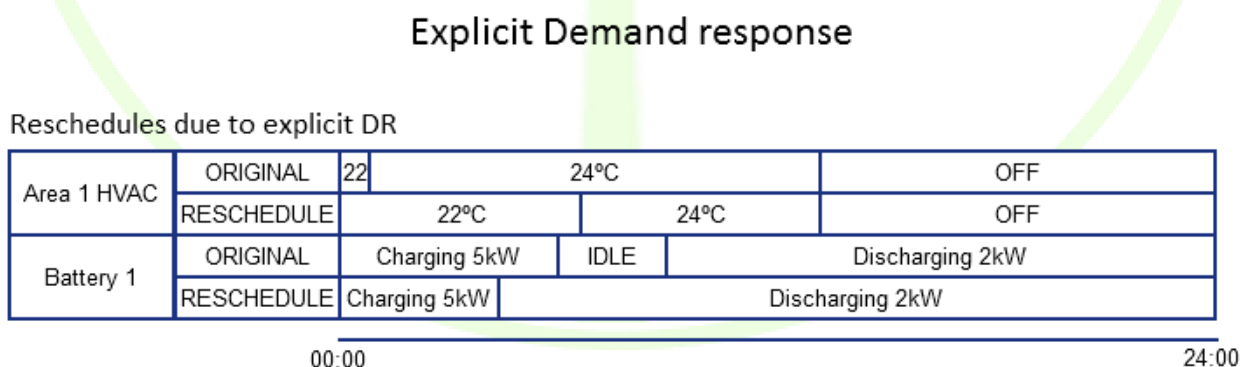 Explicit Demand response
Reschedules due to explicit DR
Area 1 HVAC
ORIGINAL 22 24ºC OFF
RESCHEDULE 22ºC 24ºC OFF
Battery 1
ORIGINAL Charging 5kW IDLE Discharging 2kW
RESCHEDULE Charging 5kW Discharging 2kW
00:00 24:00